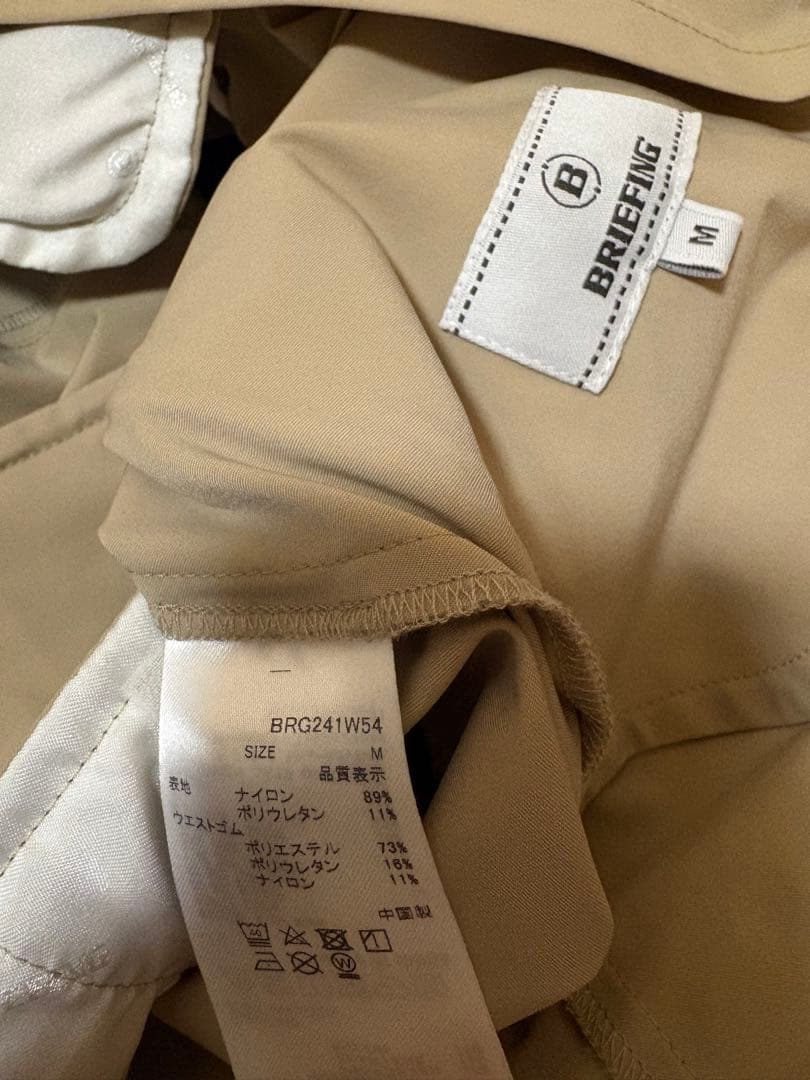 B
BRIEFING
M
BRG241W54
SIZE M
品質表示
表地 ナイロン 89%
ポリウレタン 11%
ウエストゴム
ポリエステル 73%
ポリウレタン 16%
ナイロン 11%
中国製
40
W